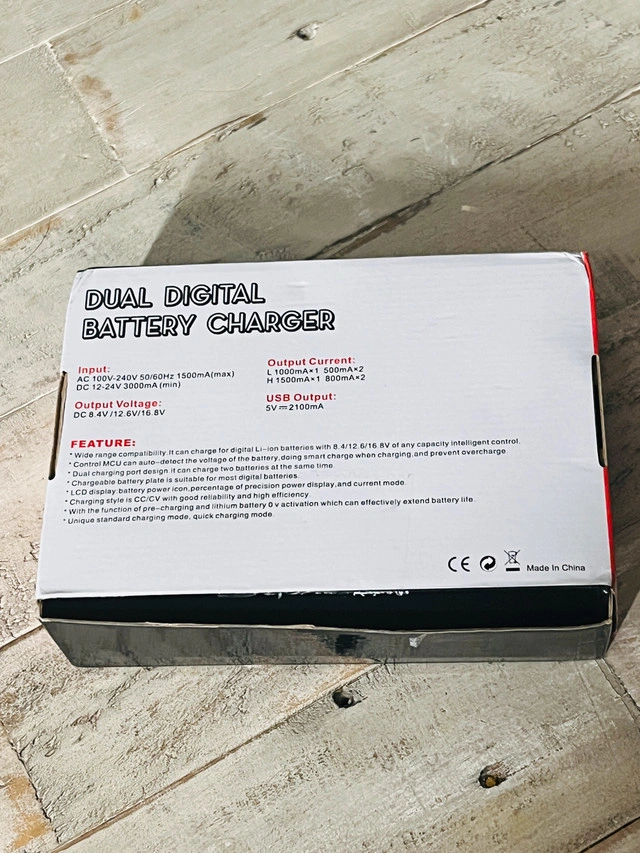 DUAL DIGITAL
BATTERY CHARGER
Input:
AC 100V-240V 50/60Hz 1500mA(max)
DC 12-24V 3000mA(min)
Output Voltage:
DC 8.4V/12.6V/16.8V
Output Current:
L 1000mA×1 500mA×2
H 1500mA×1 800mA×2
USB Output:
5V⎓2100mA
FEATURE:
* Wide range compatibility. It can charge for digital Li-ion batteries with 8.4/12.6/16.8V of any capacity intelligent control.
* Control MCU can auto-detect the voltage of the battery,doing smart charge when charging,and prevent overcharge
* Dual charging port design it can charge two batteries at the same time.
* Chargeable battery plate is suitable for most digital batteries.
* LCD display battery power icon,percentage of precision power display,and current mode.
* Charging style is CC/CV with good reliability and high efficiency.
* With the function of pre-charging and lithium battery 0 v activation which can effectively extend battery life.
* Unique standard charging mode, quick charging mode.
CE
Made In China